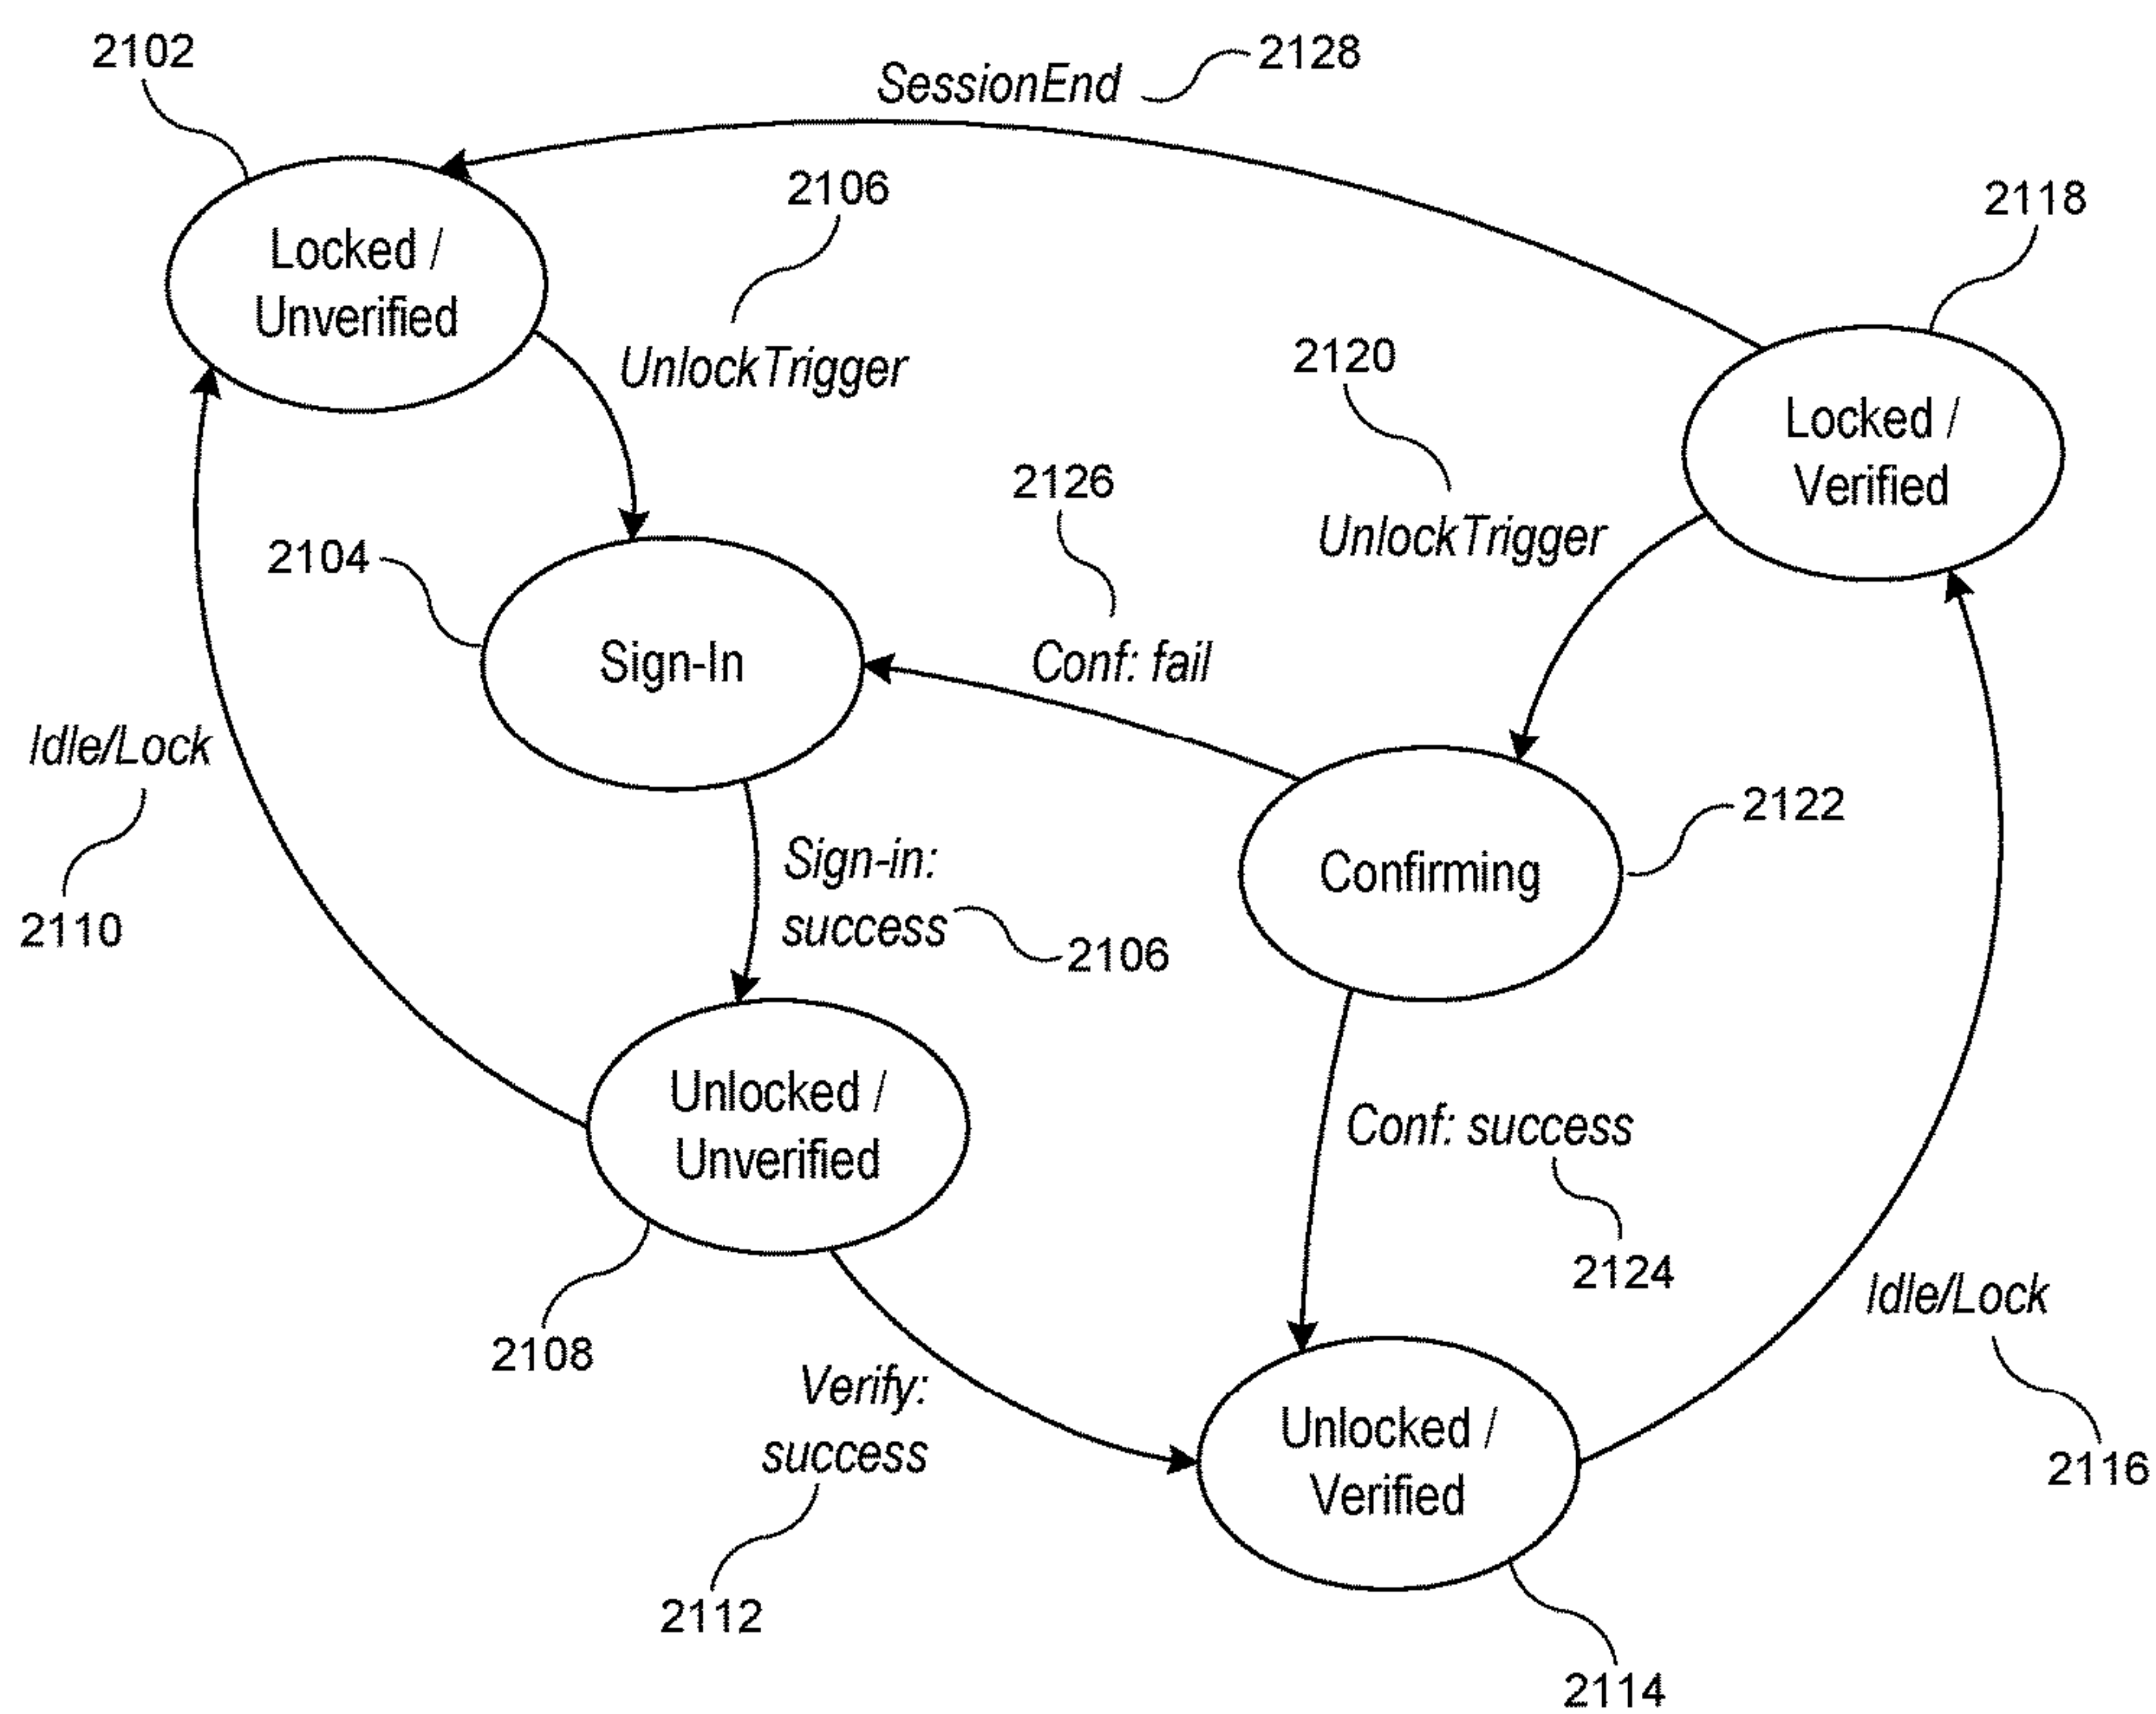 2102
SessionEnd
2128
2106
2118
Locked /
Unverified
UnlockTrigger
2120
Locked /
Verified
2126
UnlockTrigger
2104
Sign-In
Conf: fail
Idle/Lock
2110
2122
Confirming
Sign-in:
success
2106
Unlocked /
Unverified
Conf: success
2124
Idle/Lock
2108
Verify:
success
2112
Unlocked /
Verified
2116
2114